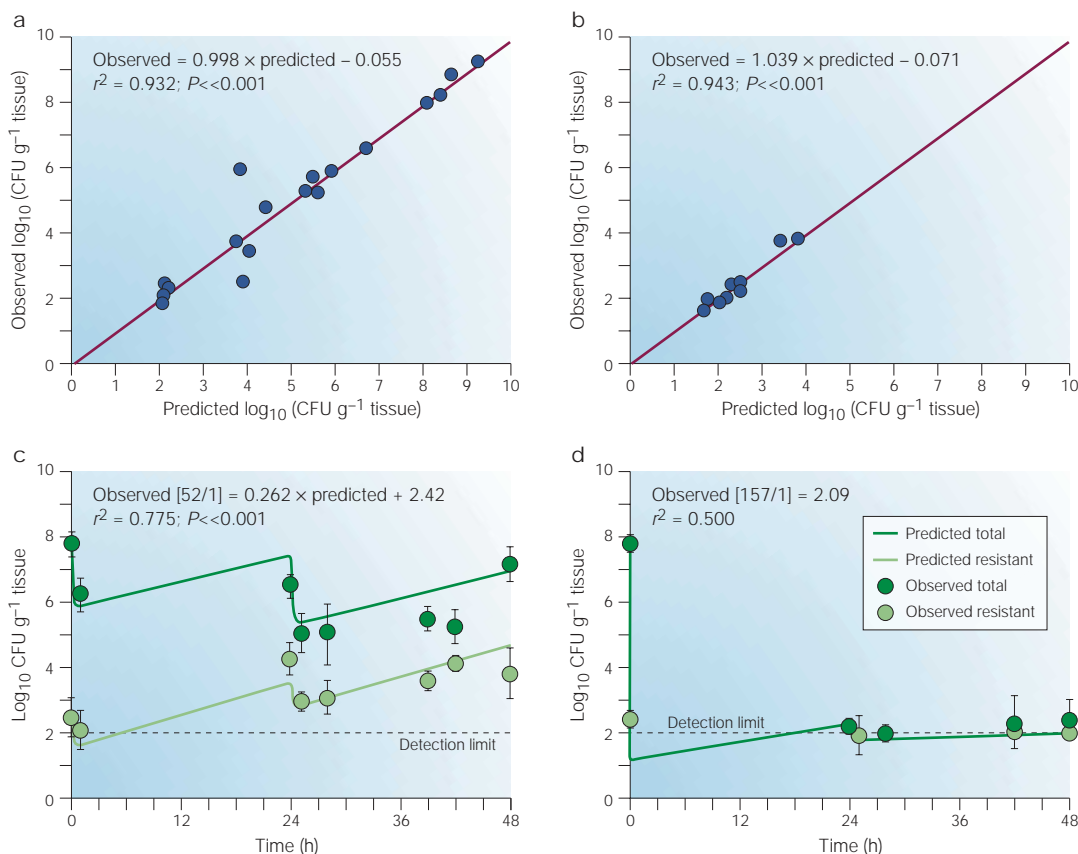 a
Observed = 0.998 × predicted – 0.055
r² = 0.932; P<<0.001
Observed log₁₀ (CFU g⁻¹ tissue)
10
8
6
4
2
0
0 1 2 3 4 5 6 7 8 9 10
Predicted log₁₀ (CFU g⁻¹ tissue)
b
Observed = 1.039 × predicted – 0.071
r² = 0.943; P<<0.001
Observed log₁₀ (CFU g⁻¹ tissue)
10
8
6
4
2
0
0 1 2 3 4 5 6 7 8 9 10
Predicted log₁₀ (CFU g⁻¹ tissue)
c
Observed [52/1] = 0.262 × predicted + 2.42
r² = 0.775; P<<0.001
Log₁₀ CFU g⁻¹ tissue
10
8
6
4
2
0
Detection limit
0 12 24 36 48
Time (h)
d
Observed [157/1] = 2.09
r² = 0.500
Predicted total
Predicted resistant
Observed total
Observed resistant
Log₁₀ CFU g⁻¹ tissue
10
8
6
4
2
0
Detection limit
0 12 24 36 48
Time (h)